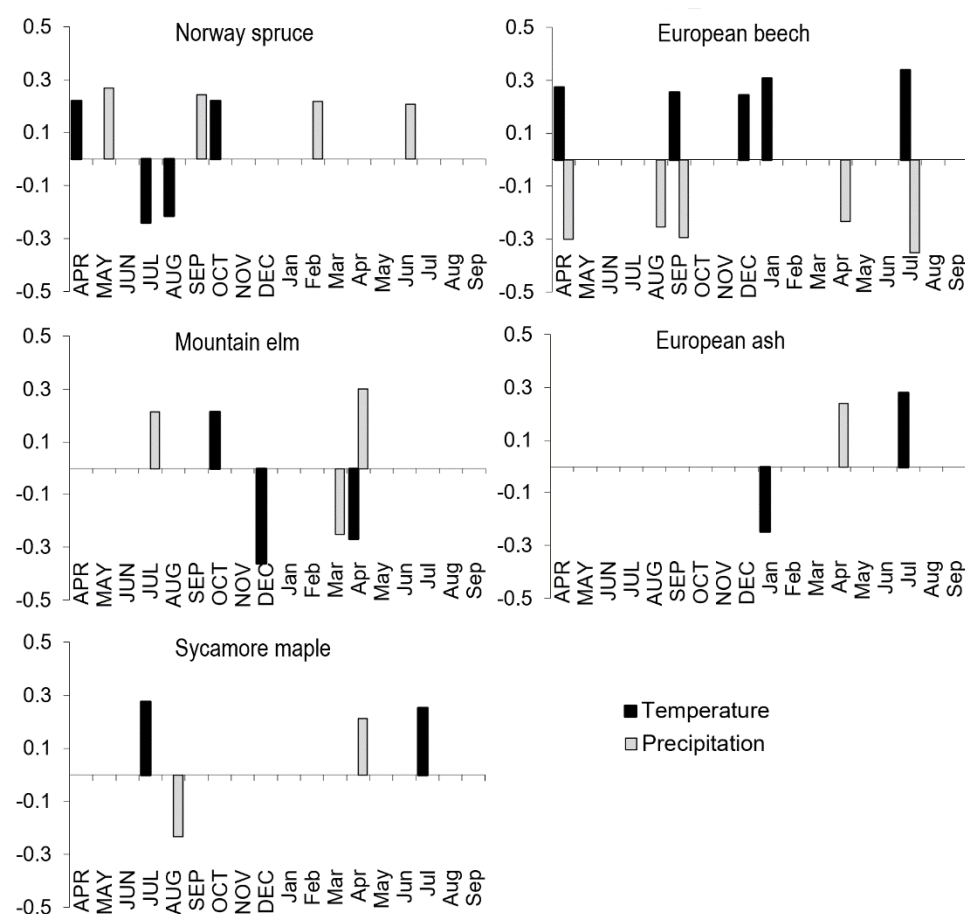 Norway spruce
0.5
0.3
0.1
-0.1
-0.3
-0.5
APR MAY JUN JUL AUG SEP OCT NOV DEC Jan Feb Mar Apr May Jun Jul Aug Sep
European beech
0.5
0.3
0.1
-0.1
-0.3
-0.5
APR MAY JUN JUL AUG SEP OCT NOV DEC Jan Feb Mar Apr May Jun Jul Aug Sep
Mountain elm
0.5
0.3
0.1
-0.1
-0.3
-0.5
APR MAY JUN JUL AUG SEP OCT NOV DEC Jan Feb Mar Apr May Jun Jul Aug Sep
European ash
0.5
0.3
0.1
-0.1
-0.3
-0.5
APR MAY JUN JUL AUG SEP OCT NOV DEC Jan Feb Mar Apr May Jun Jul Aug Sep
Sycamore maple
0.5
0.3
0.1
-0.1
-0.3
-0.5
APR MAY JUN JUL AUG SEP OCT NOV DEC Jan Feb Mar Apr May Jun Jul Aug Sep
Temperature
Precipitation